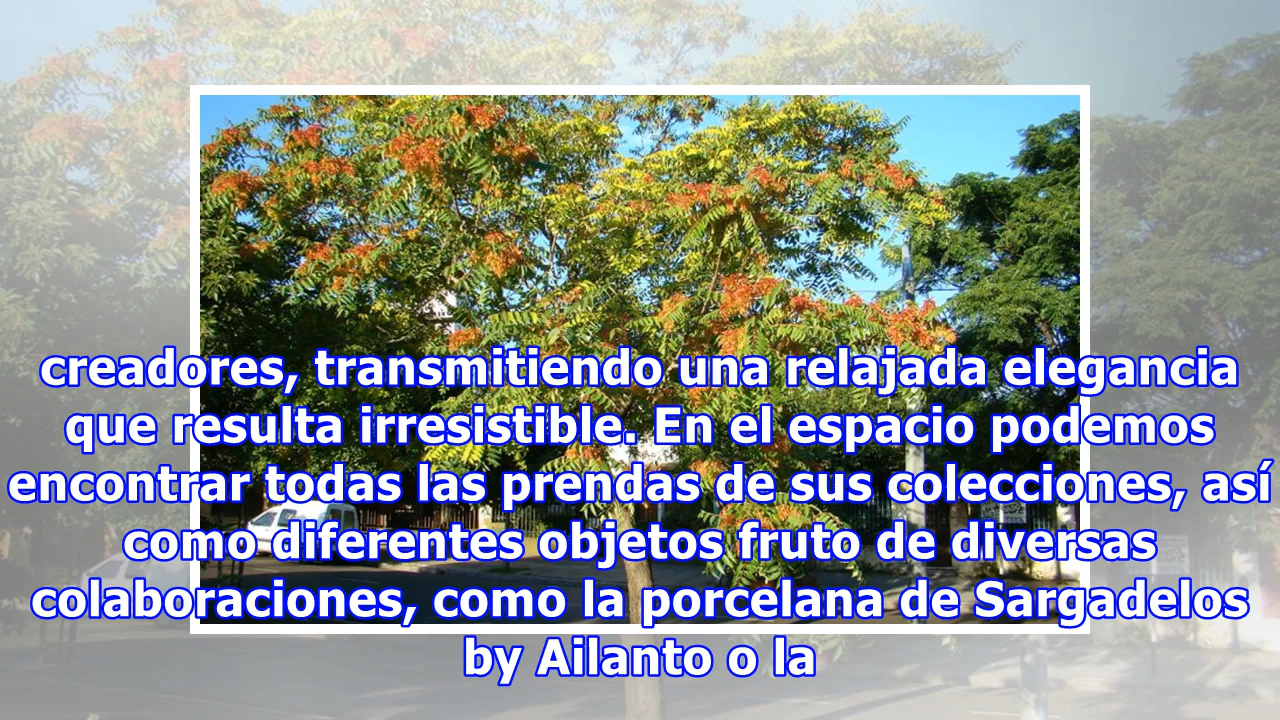 creadores, transmitiendo una relajada elegancia
que resulta irresistible. En el espacio podemos
encontrar todas las prendas de sus colecciones, así
como diferentes objetos fruto de diversas
colaboraciones, como la porcelana de Sargadelos
by Ailanto o la